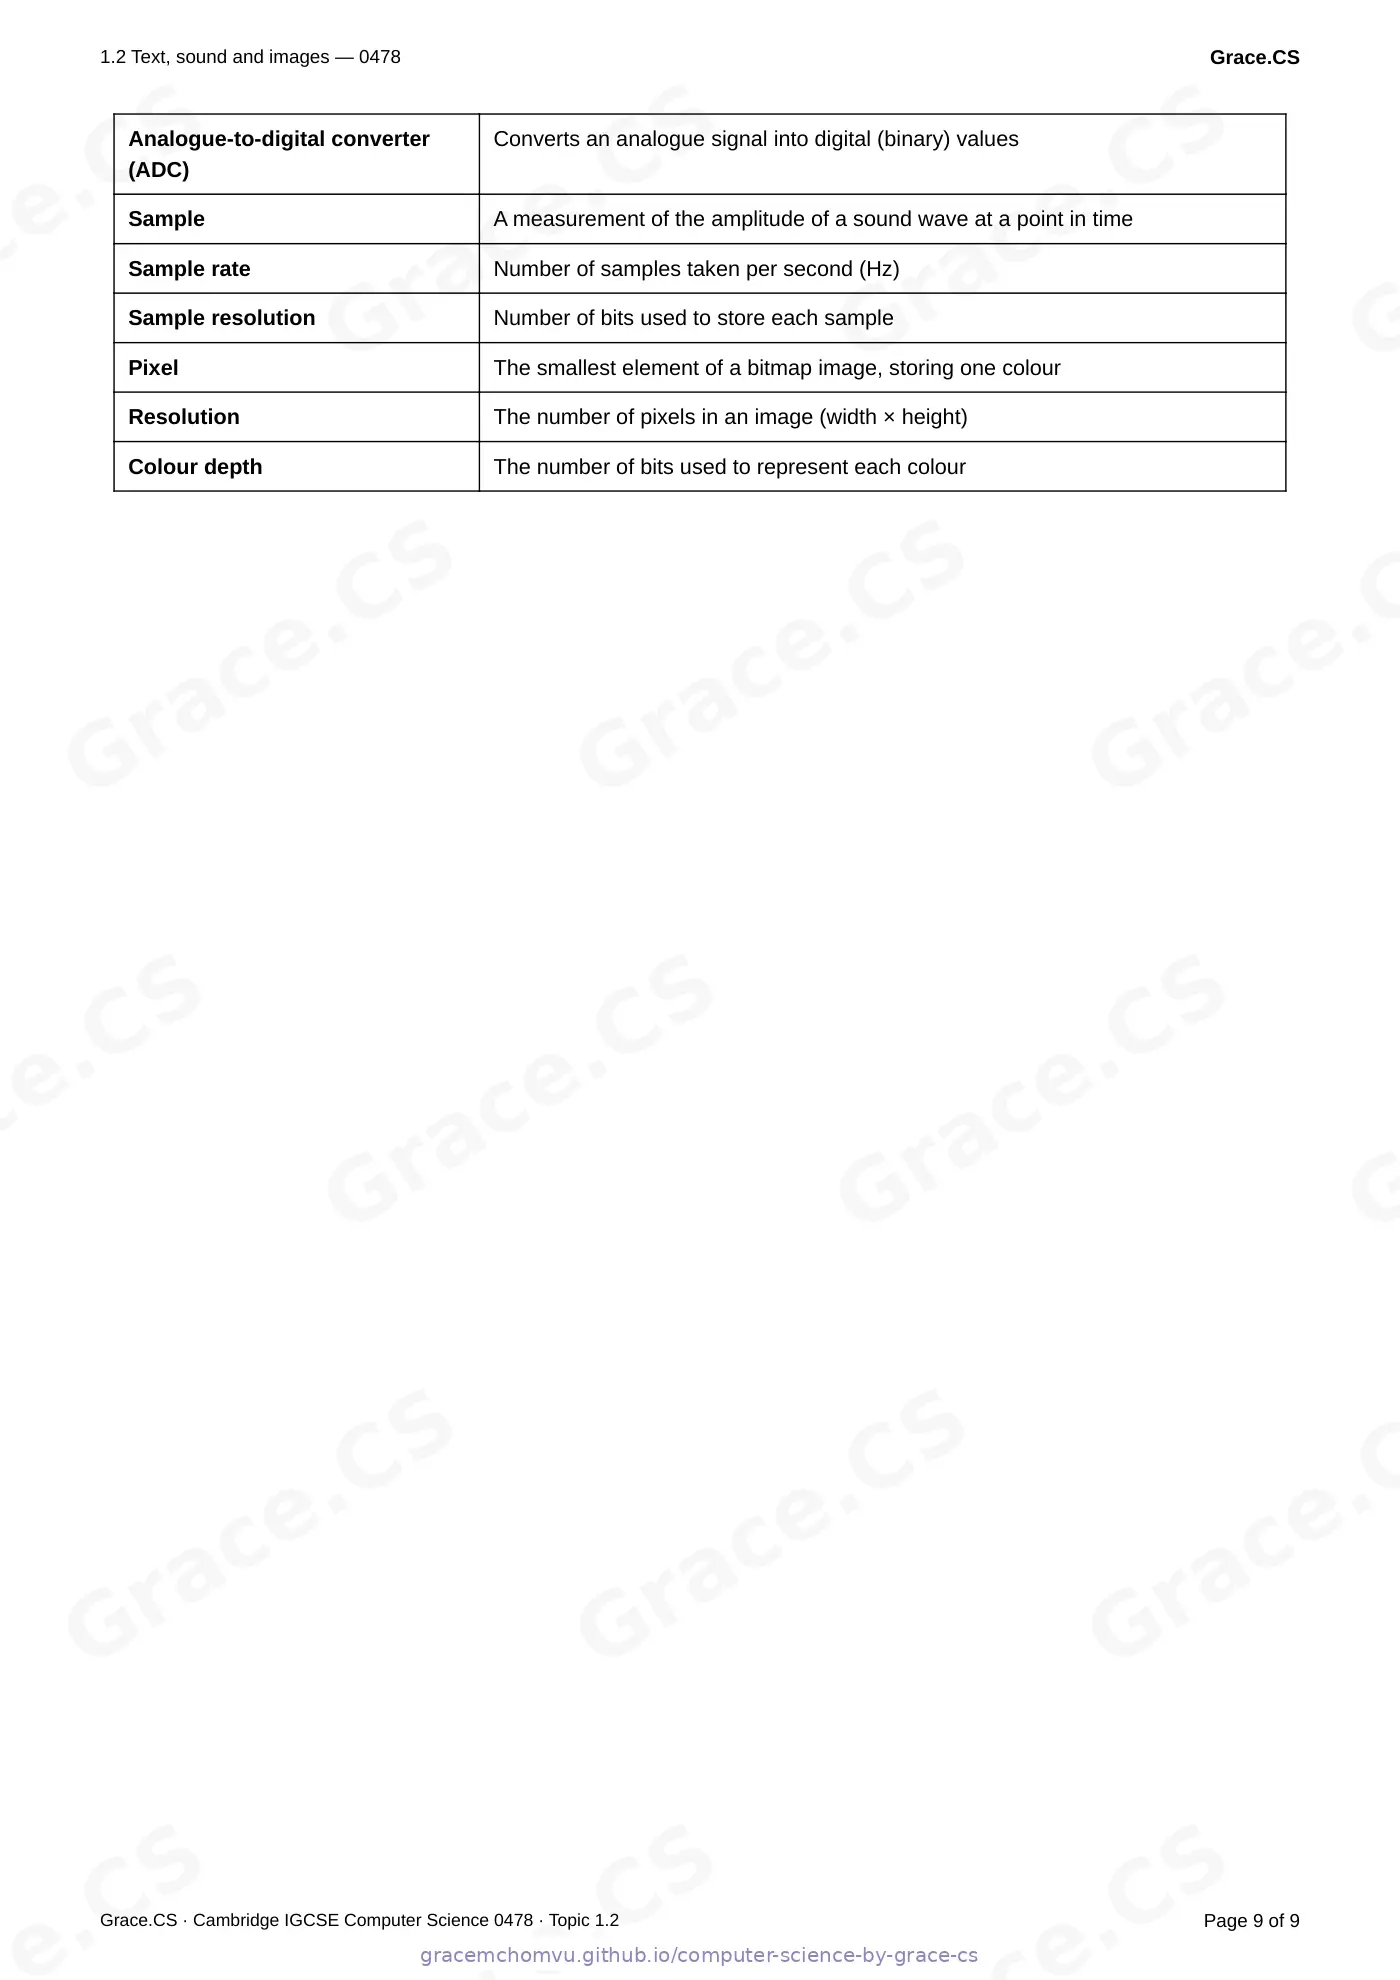 1.2 Text, sound and images — 0478
Grace.CS
Analogue-to-digital converter
(ADC)
Converts an analogue signal into digital (binary) values
Sample
A measurement of the amplitude of a sound wave at a point in time
Sample rate
Number of samples taken per second (Hz)
Sample resolution
Number of bits used to store each sample
Pixel
The smallest element of a bitmap image, storing one colour
Resolution
The number of pixels in an image (width × height)
Colour depth
The number of bits used to represent each colour
Grace.CS · Cambridge IGCSE Computer Science 0478 · Topic 1.2
Page 9 of 9
gracemchomvu.github.io/computer-science-by-grace-cs